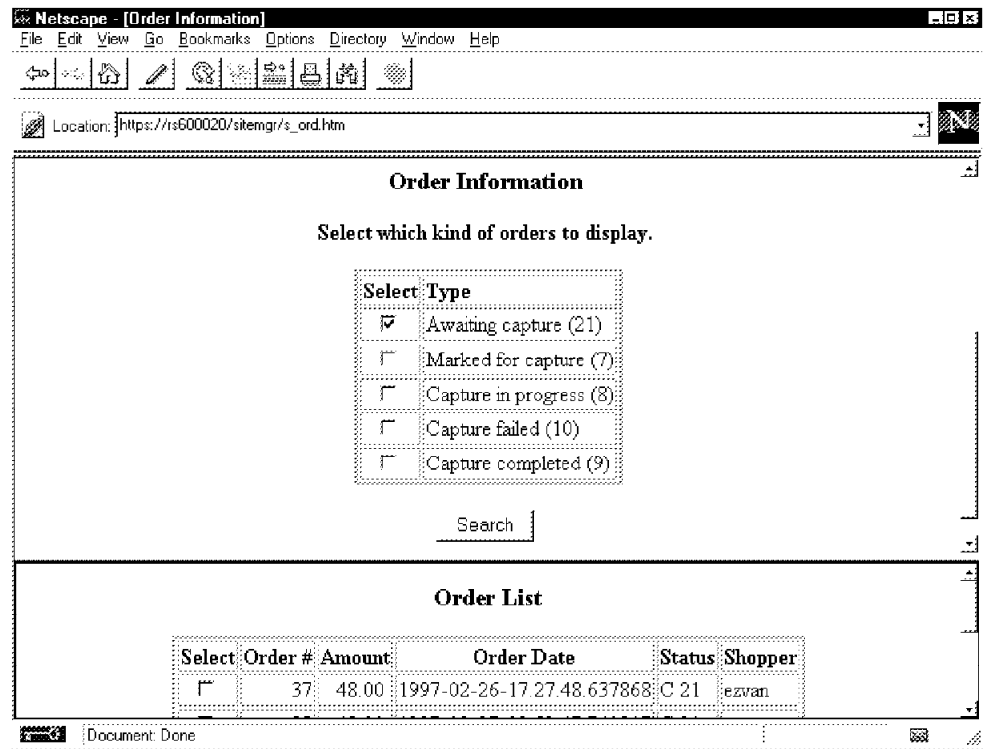 Netscape - [Order Information]
File Edit View Go Bookmarks Options Directory Window Help
Location: https://rs600020/sitemgr/s_ord.htm
N
Order Information
Select which kind of orders to display.
Select Type
Awaiting capture (21)
Marked for capture (7)
Capture in progress (8)
Capture failed (10)
Capture completed (9)
Search
Order List
Select Order # Amount Order Date Status Shopper
37 48.00 1997-02-26-17.27.48.637868 C 21 ezvan
Document: Done